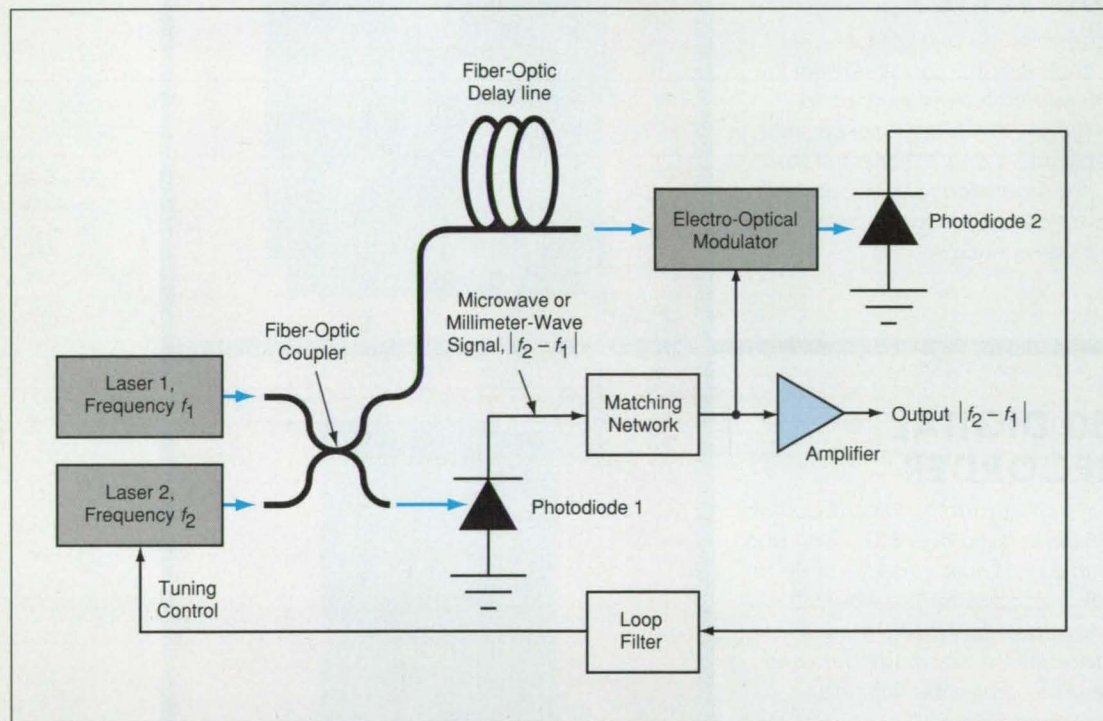 Fiber-Optic
Delay line
Electro-Optical
Modulator
Photodiode 2
Microwave or
Millimeter-Wave
Signal, |f₂ – f₁|
Fiber-Optic
Coupler
Laser 1,
Frequency f₁
Matching
Network
Output |f₂ – f₁|
Amplifier
Laser 2,
Frequency f₂
Photodiode 1
Tuning
Control
Loop
Filter